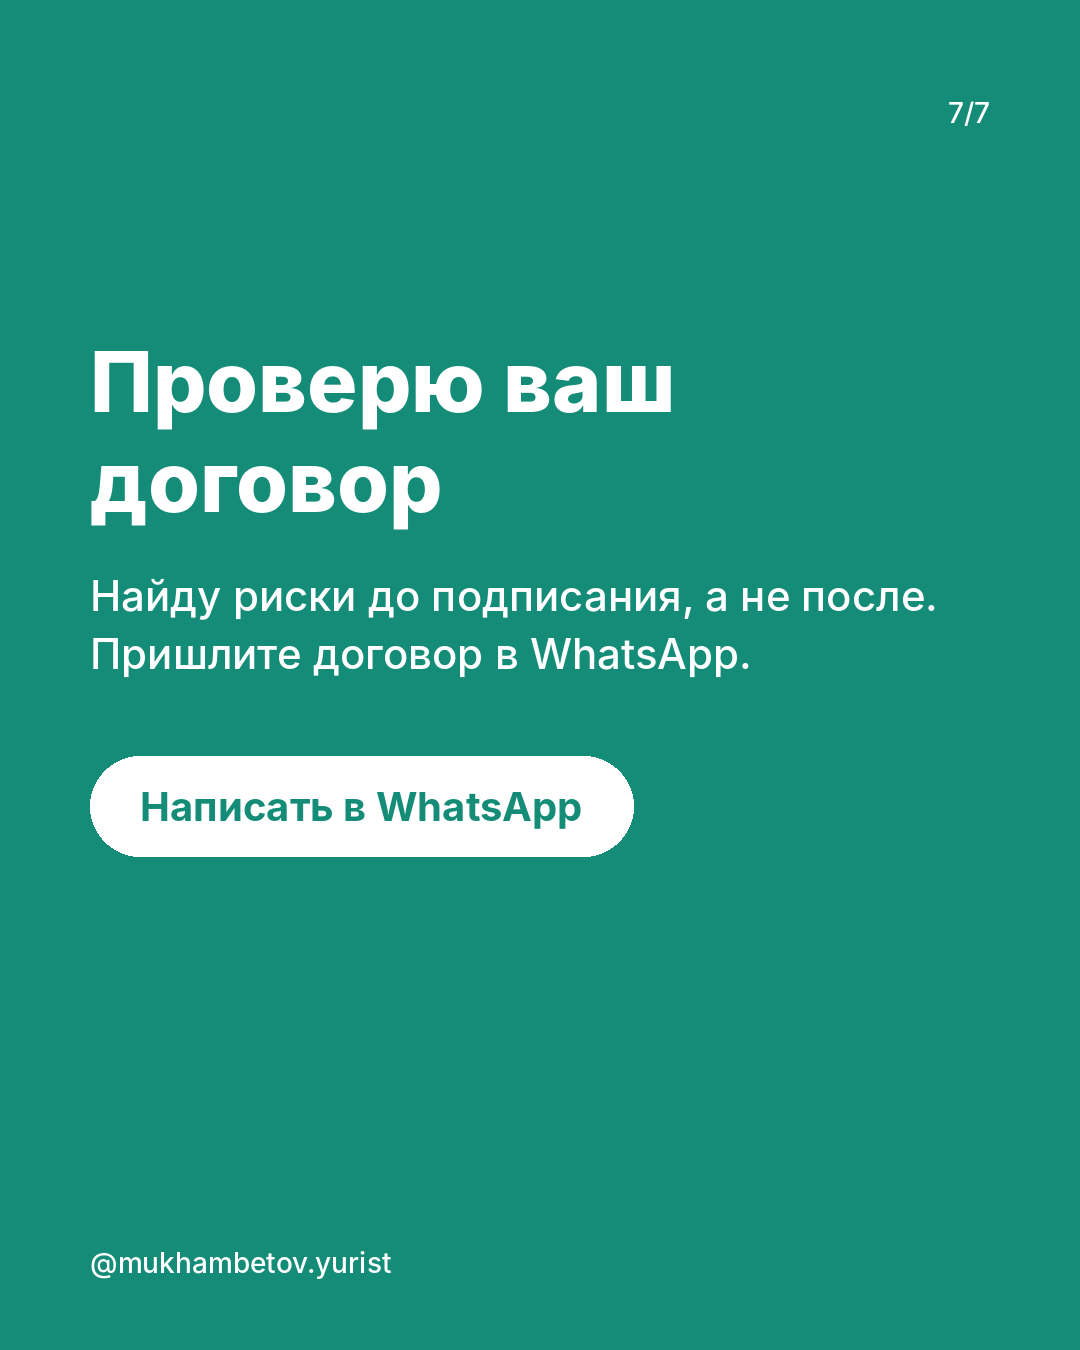 7/7
Проверю ваш
договор
Найду риски до подписания, а не после.
Пришлите договор в WhatsApp.
Написать в WhatsApp
@mukhambetov.yurist